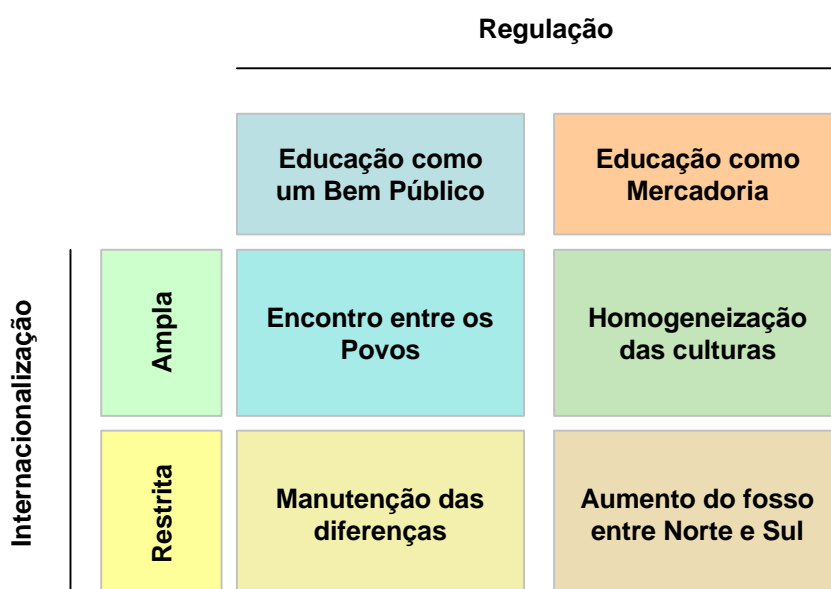 Regulação
Educação como
um Bem Público
Educação como
Mercadoria
Internacionalização
Ampla
Encontro entre os
Povos
Homogeneização
das culturas
Restrita
Manutenção das
diferenças
Aumento do fosso
entre Norte e Sul